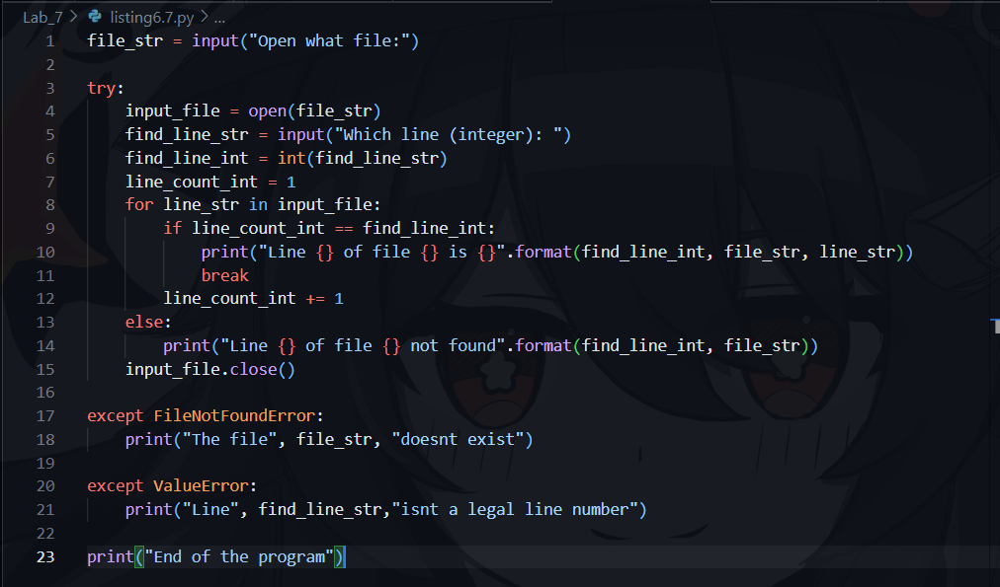 Lab_7 > listing6.7.py > ...
1 file_str = input("Open what file:")
2
3 try:
4     input_file = open(file_str)
5     find_line_str = input("Which line (integer): ")
6     find_line_int = int(find_line_str)
7     line_count_int = 1
8     for line_str in input_file:
9         if line_count_int == find_line_int:
10             print("Line {} of file {} is {}".format(find_line_int, file_str, line_str))
11             break
12         line_count_int += 1
13     else:
14         print("Line {} of file {} not found".format(find_line_int, file_str))
15     input_file.close()
16
17 except FileNotFoundError:
18     print("The file", file_str, "doesnt exist")
19
20 except ValueError:
21     print("Line", find_line_str,"isnt a legal line number")
22
23 print("End of the program")